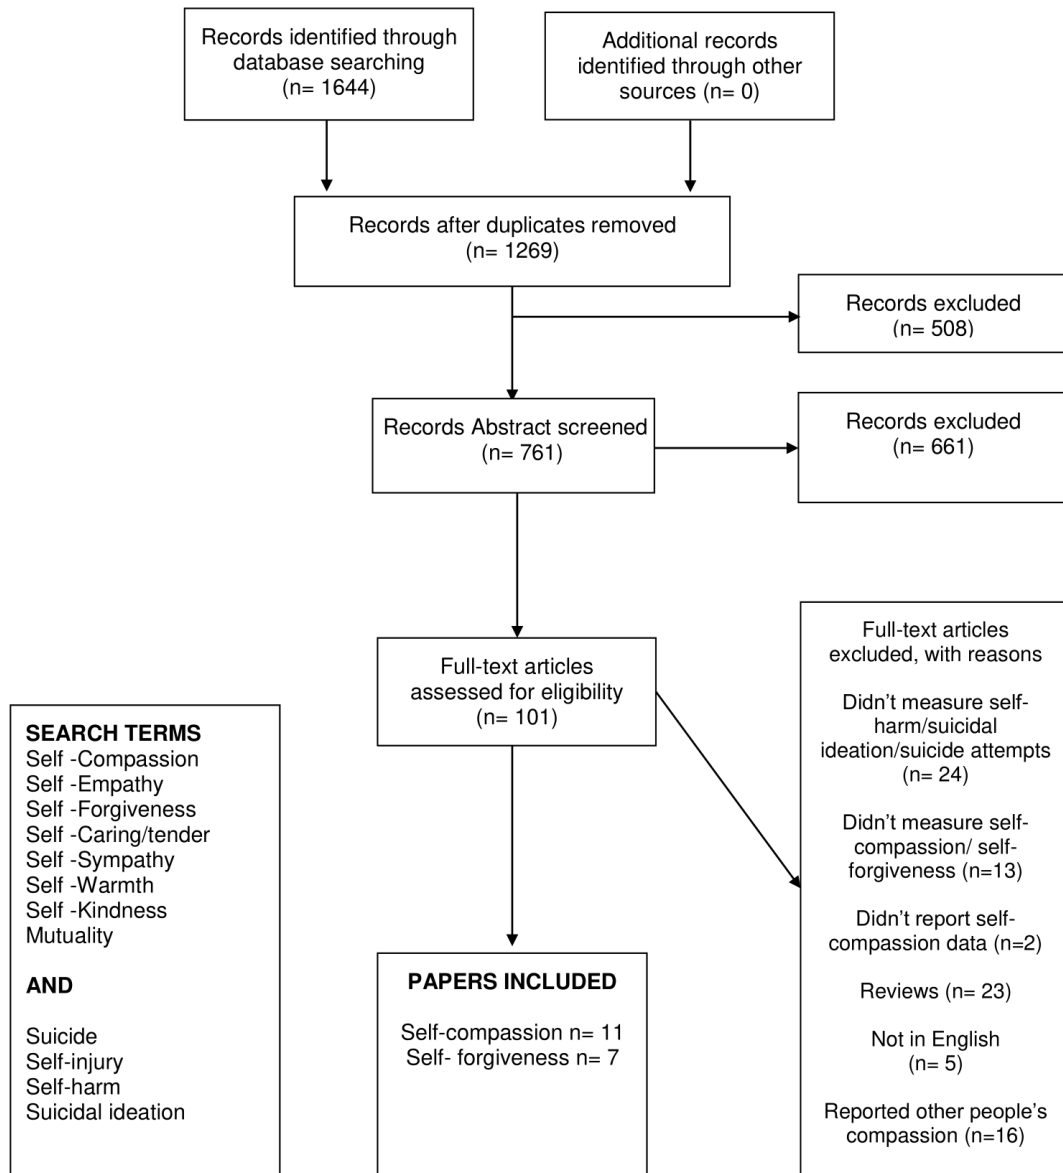 Records identified through
database searching
(n= 1644)
Additional records
identified through other
sources (n= 0)
Records after duplicates removed
(n= 1269)
Records excluded
(n= 508)
Records Abstract screened
(n= 761)
Records excluded
(n= 661)
Full-text articles
assessed for eligibility
(n= 101)
Full-text articles
excluded, with reasons
Didn't measure self-
harm/suicidal
ideation/suicide attempts
(n= 24)
Didn't measure self-
compassion/ self-
forgiveness (n=13)
Didn't report self-
compassion data (n=2)
Reviews (n= 23)
Not in English
(n= 5)
Reported other people's
compassion (n=16)
SEARCH TERMS
Self -Compassion
Self -Empathy
Self -Forgiveness
Self -Caring/tender
Self -Sympathy
Self -Warmth
Self -Kindness
Mutuality
AND
Suicide
Self-injury
Self-harm
Suicidal ideation
PAPERS INCLUDED
Self-compassion n= 11
Self- forgiveness n= 7